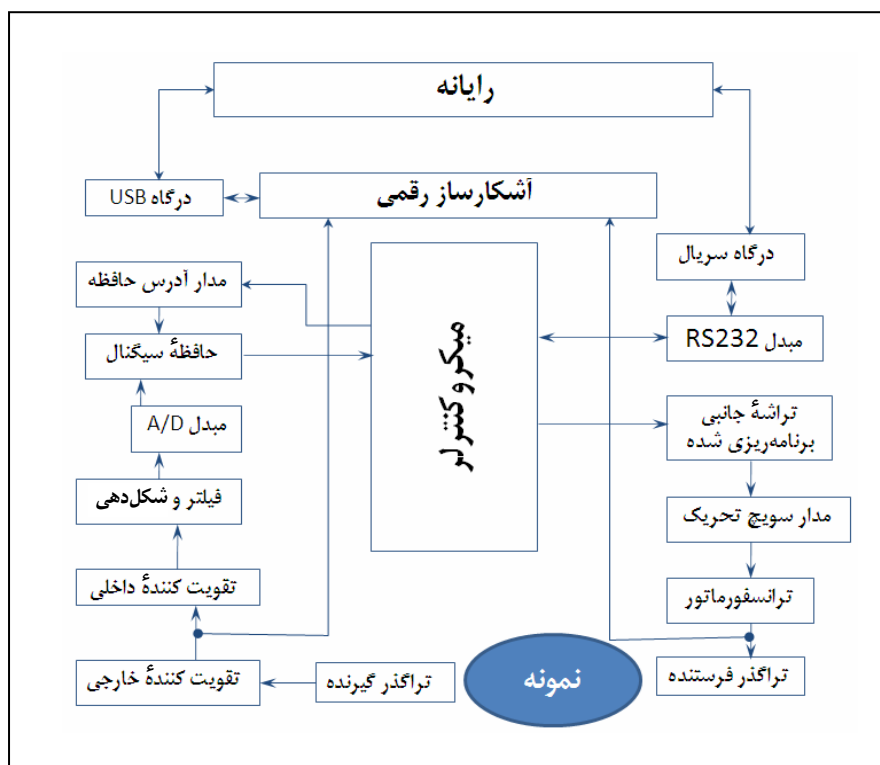 رایانه
آشکارساز رقمی
درگاه USB
درگاه سریال
مدار آدرس حافظه
مبدل RS232
حافظهٔ سیگنال
میکروکنترلر
تراشهٔ جانبی
برنامه‌ریزی شده
مبدل A/D
فیلتر و شکل‌دهی
مدار سویچ تحریک
تقویت کنندهٔ داخلی
ترانسفورماتور
تقویت کنندهٔ خارجی
تراگذر گیرنده
نمونه
تراگذر فرستنده